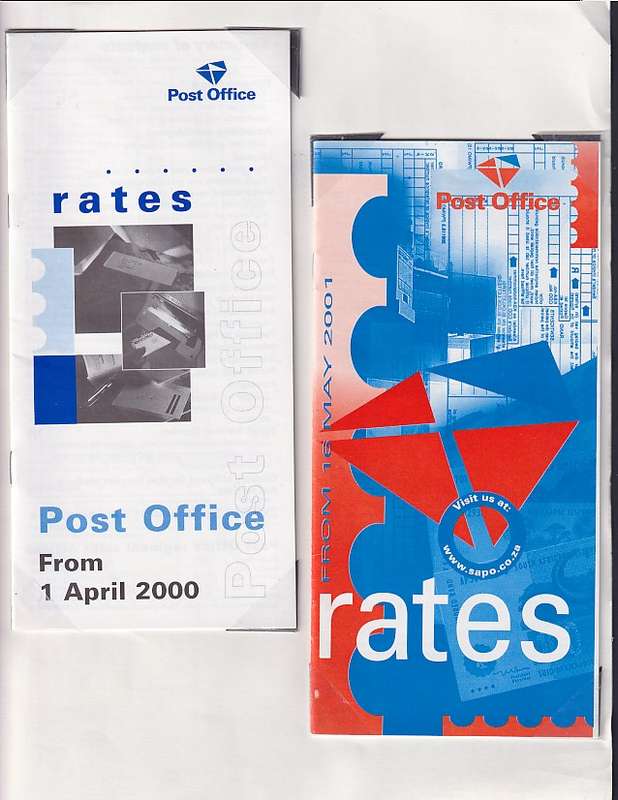 Post Office
rates
Post Office
Post Office
From
1 April 2000
Post Office
FROM 16 MAY 2001
Visit us at:
www.sapo.co.za
rates